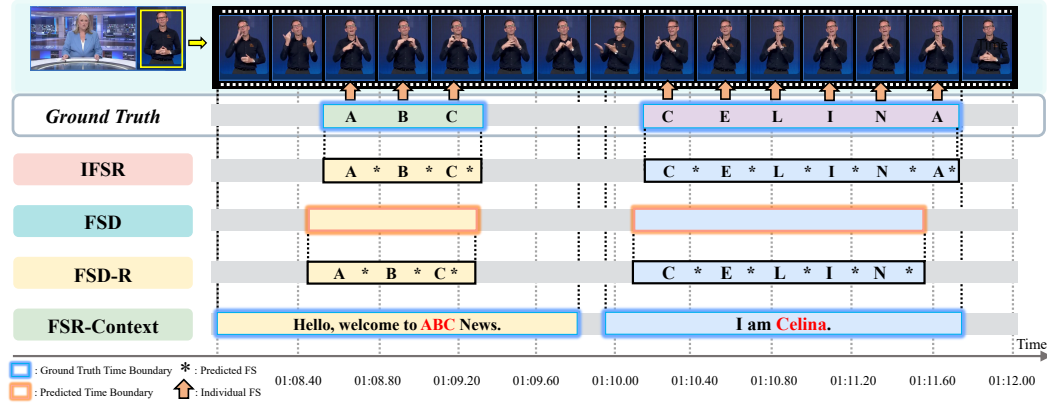 Time
Ground Truth
A B C
C E L I N A
IFSR
A * B * C *
C * E * L * I * N * A *
FSD
FSD-R
A * B * C *
C * E * L * I * N *
FSR-Context
Hello, welcome to ABC News.
I am Celina.
Time
: Ground Truth Time Boundary * : Predicted FS
: Predicted Time Boundary : Individual FS
01:08.40 01:08.80 01:09.20 01:09.60 01:10.00 01:10.40 01:10.80 01:11.20 01:11.60 01:12.00